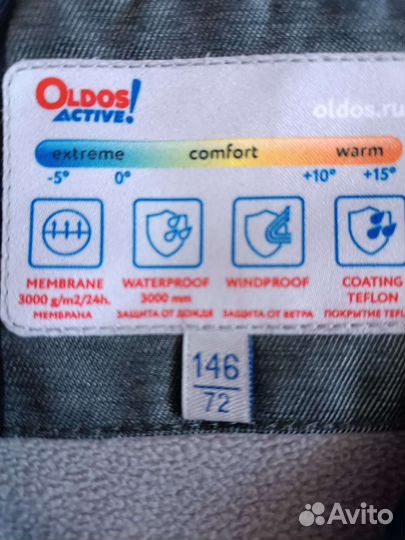 OLDOS!
ACTIVE!
oldos.ru
extreme comfort warm
-5° 0° +10° +15°
MEMBRANE
3000 g/m2/24h.
МЕМБРАНА
WATERPROOF
3000 mm
ЗАЩИТА ОТ ДОЖДЯ
WINDPROOF
ЗАЩИТА ОТ ВЕТРА
COATING
TEFLON
ПОКРЫТИЕ
146
72
Avito